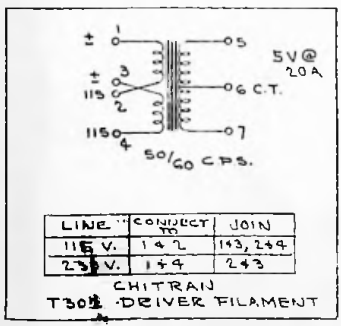 ± 1 5
5V@
20A
± 3
115 2
6 C.T.
115 4 7
50/60 C.P.S.
LINE CONNECT TO JOIN
115 V. 1&2 1&3, 2&4
230 V. 1&4 2&3
CHITRAN
T301 DRIVER FILAMENT